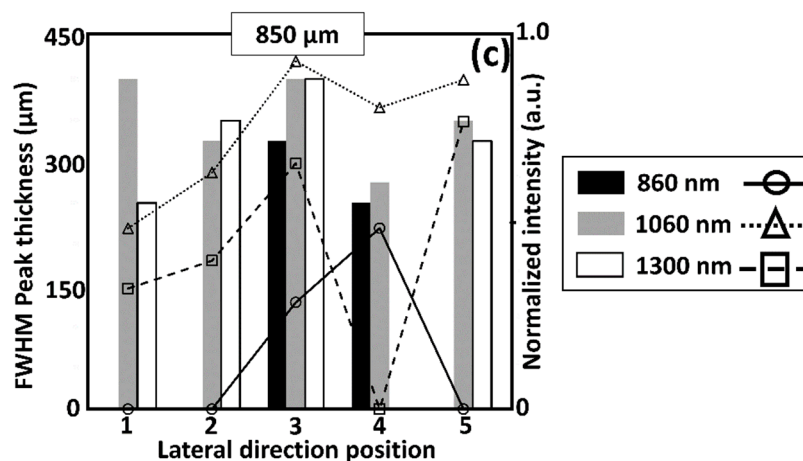 850 µm
(c)
450
300
150
0
FWHM Peak thickness (µm)
1.0
0
Normalized intensity (a.u.)
1 2 3 4 5
Lateral direction position
860 nm
1060 nm
1300 nm